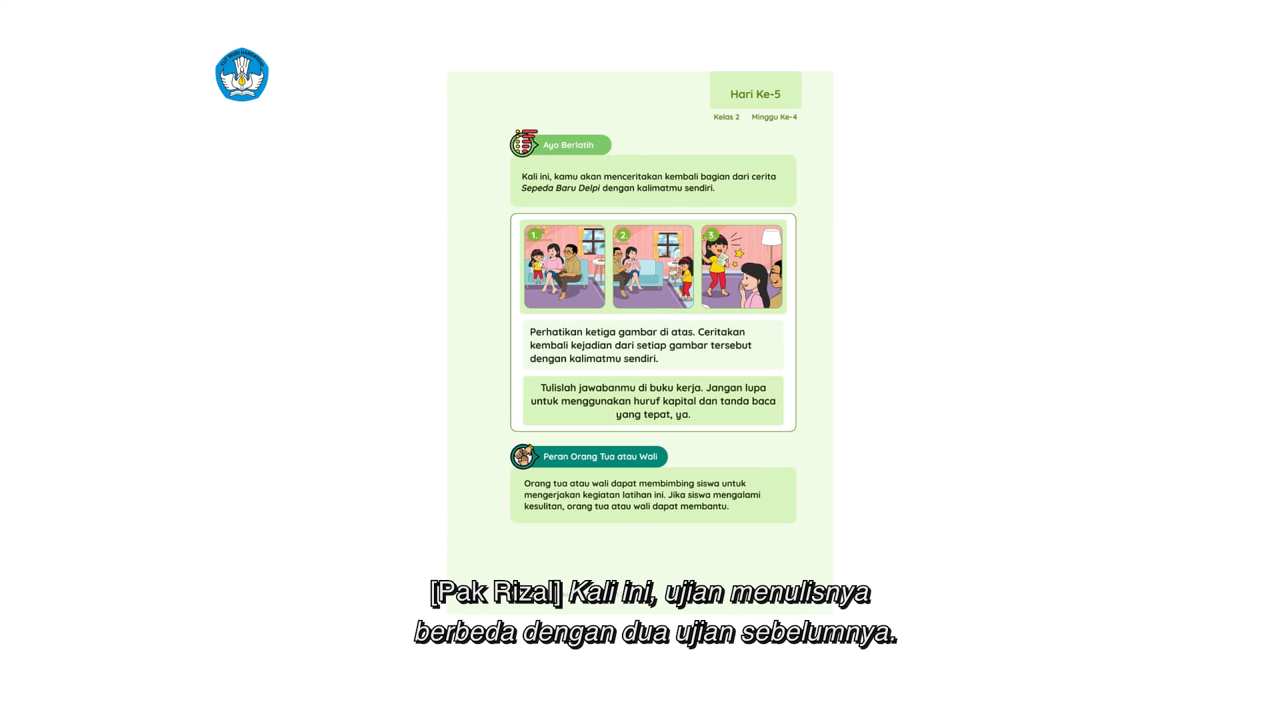 TUT WURI HANDAYANI
Hari Ke-5
Kelas 2 Minggu Ke-4
Ayo Berlatih
Kali ini, kamu akan menceritakan kembali bagian dari cerita
Sepeda Baru Delpi dengan kalimatmu sendiri.
1. 2. 3.
Perhatikan ketiga gambar di atas. Ceritakan
kembali kejadian dari setiap gambar tersebut
dengan kalimatmu sendiri.
Tulislah jawabanmu di buku kerja. Jangan lupa
untuk menggunakan huruf kapital dan tanda baca
yang tepat, ya.
Peran Orang Tua atau Wali
Orang tua atau wali dapat membimbing siswa untuk
mengerjakan kegiatan latihan ini. Jika siswa mengalami
kesulitan, orang tua atau wali dapat membantu.
[Pak Rizal] Kali ini, ujian menulisnya
berbeda dengan dua ujian sebelumnya.